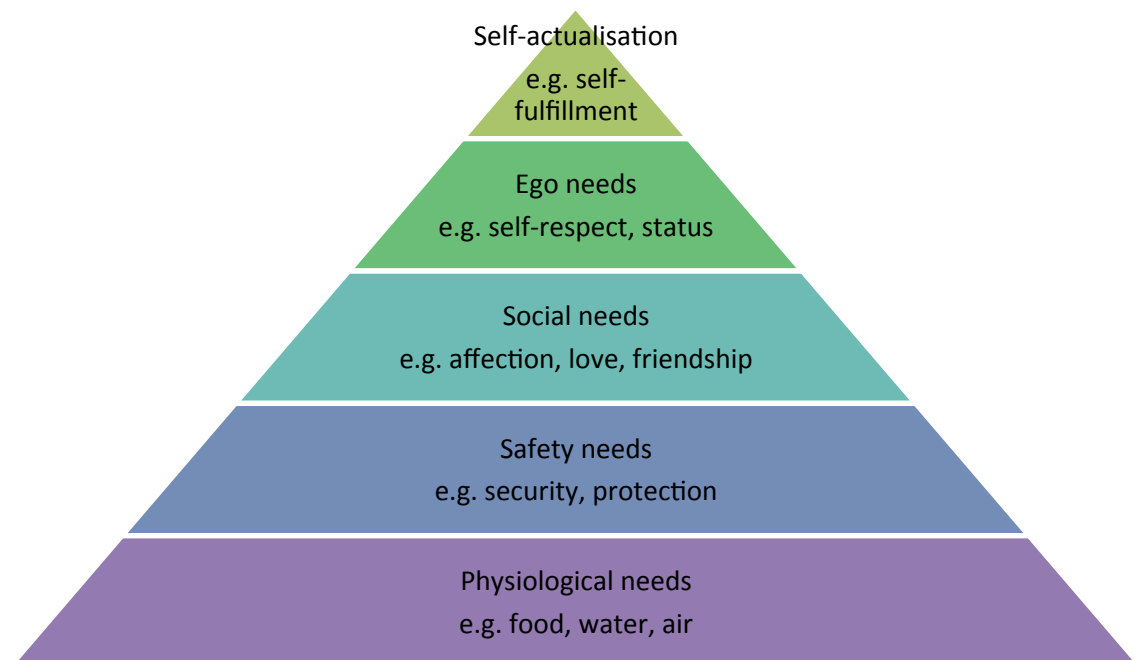 Self-actualisation
e.g. self-
fulfillment
Ego needs
e.g. self-respect, status
Social needs
e.g. affection, love, friendship
Safety needs
e.g. security, protection
Physiological needs
e.g. food, water, air